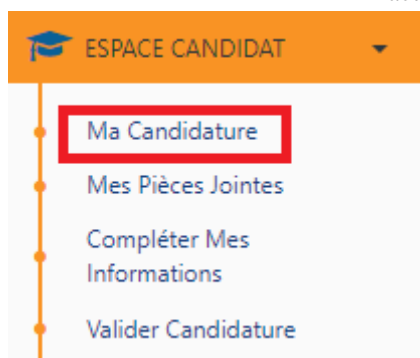 ESPACE CANDIDAT
Ma Candidature
Mes Pièces Jointes
Compléter Mes
Informations
Valider Candidature